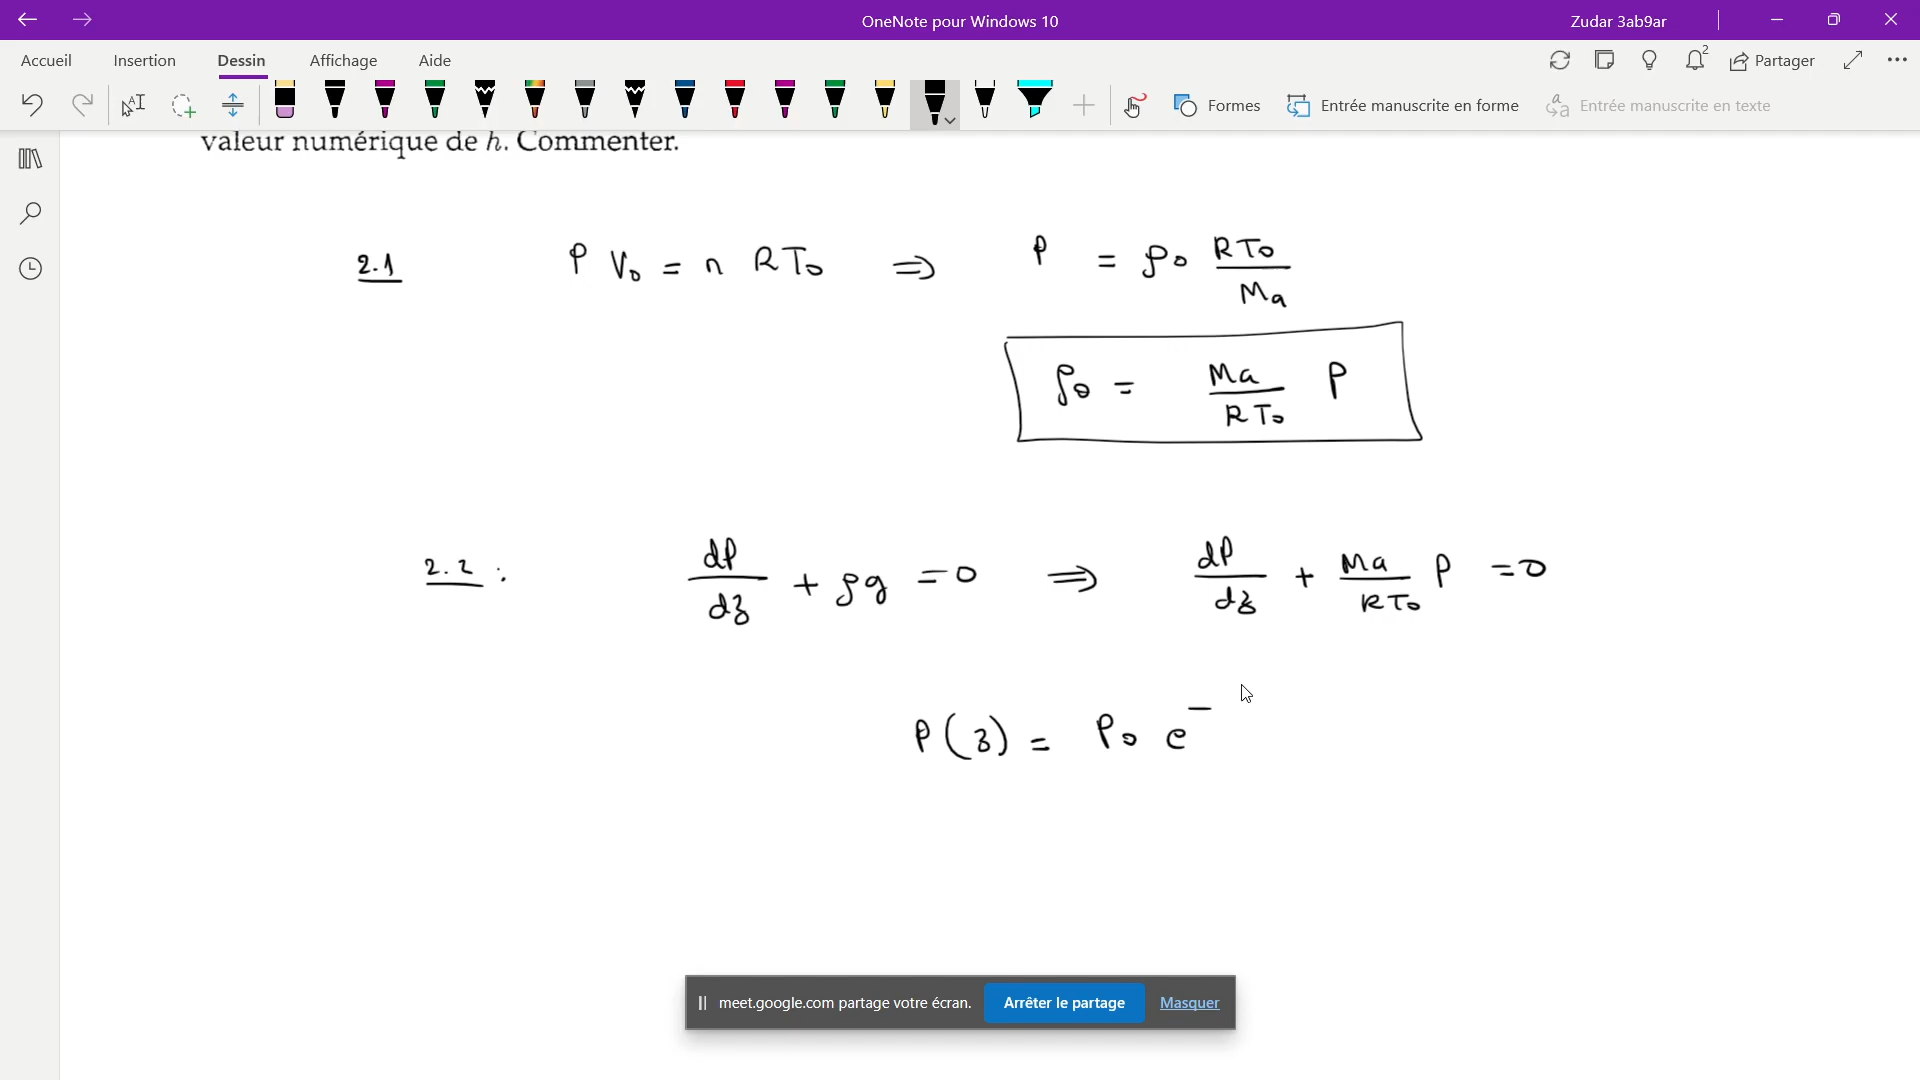 OneNote pour Windows 10
Zudar 3ab9ar
Accueil Insertion Dessin Affichage Aide
2
Partager
Formes
Entrée manuscrite en forme
Entrée manuscrite en texte
valeur numérique de h. Commenter.
2.1 P V₀ = n RT₀ ⇒ P = ρ₀ RT₀/Ma
ρ₀ = Ma/RT₀ P
2.2 : dP/dz + ρg = 0 ⇒ dP/dz + Ma/RT₀ P = 0
P(z) = P₀ e⁻
meet.google.com partage votre écran. Arrêter le partage Masquer